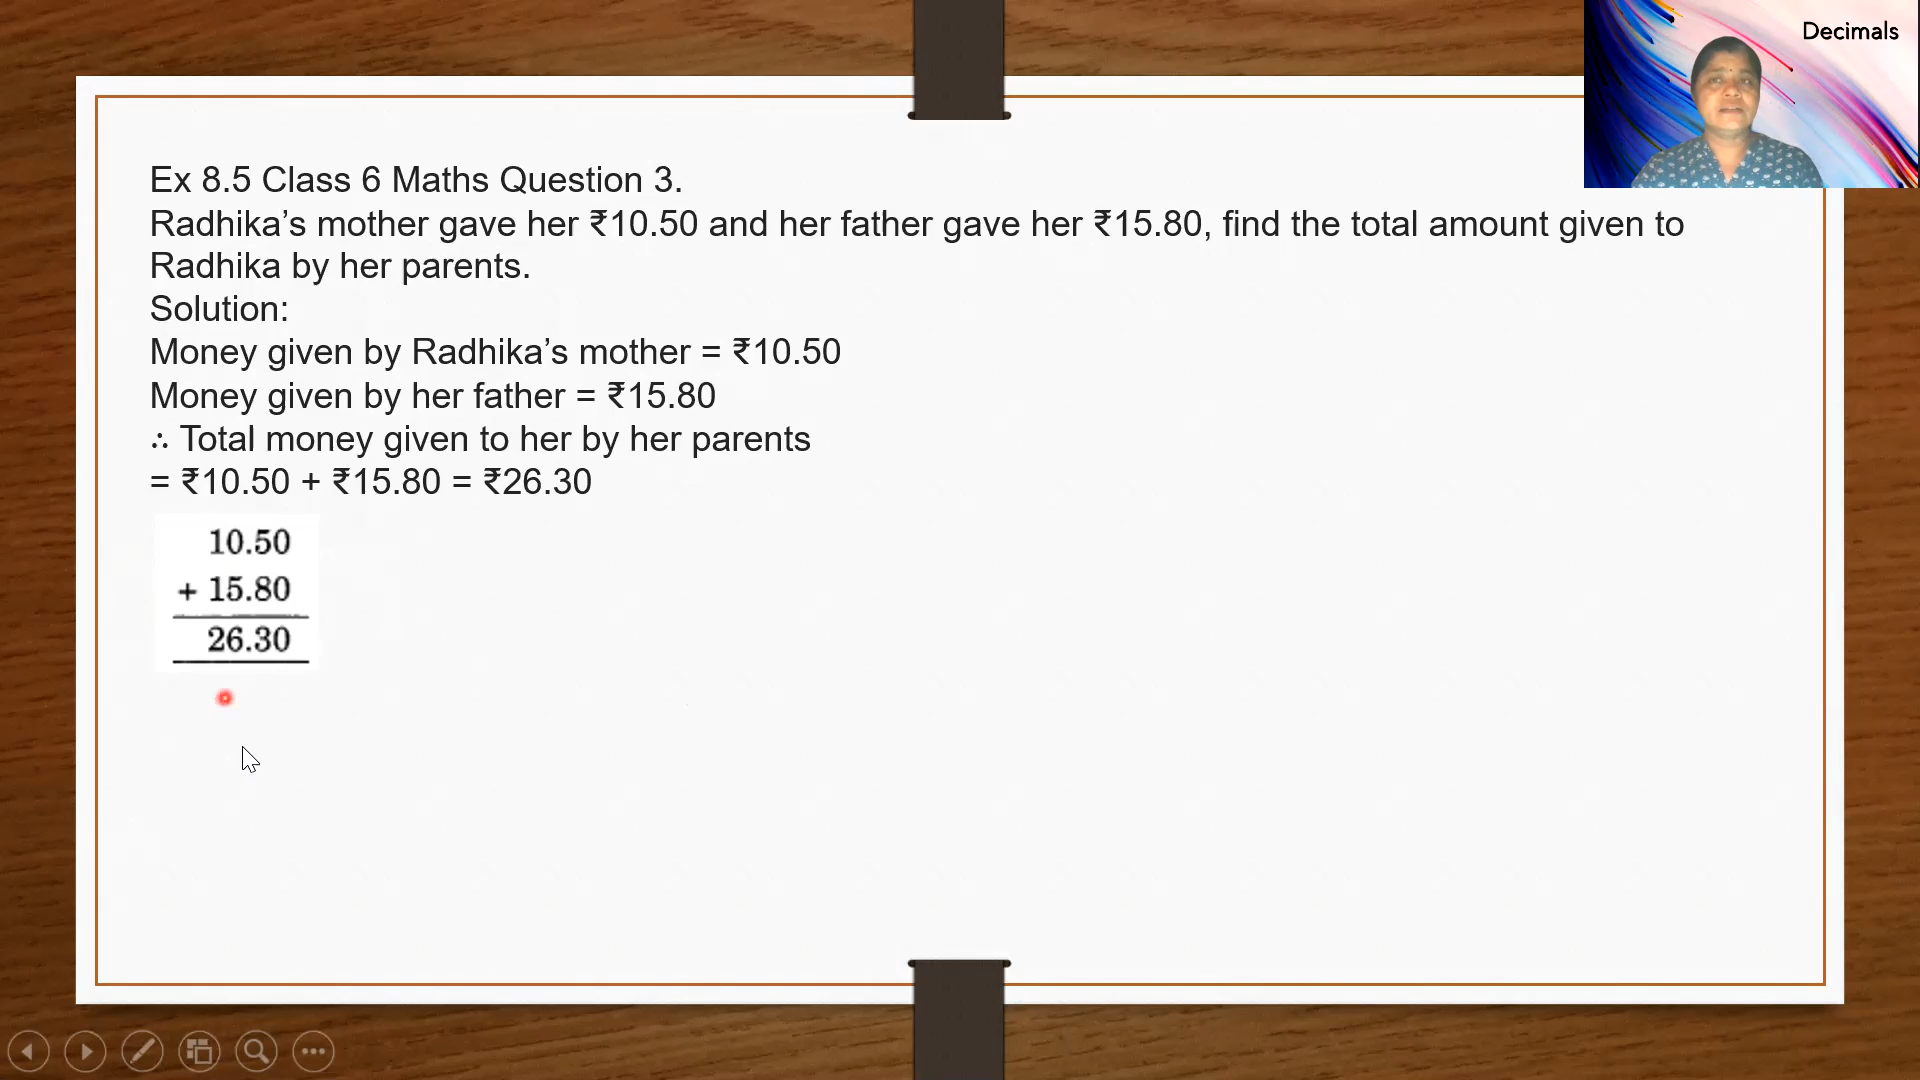 Decimals
Ex 8.5 Class 6 Maths Question 3.
Radhika’s mother gave her ₹10.50 and her father gave her ₹15.80, find the total amount given to
Radhika by her parents.
Solution:
Money given by Radhika’s mother = ₹10.50
Money given by her father = ₹15.80
∴ Total money given to her by her parents
= ₹10.50 + ₹15.80 = ₹26.30
10.50
+ 15.80
26.30